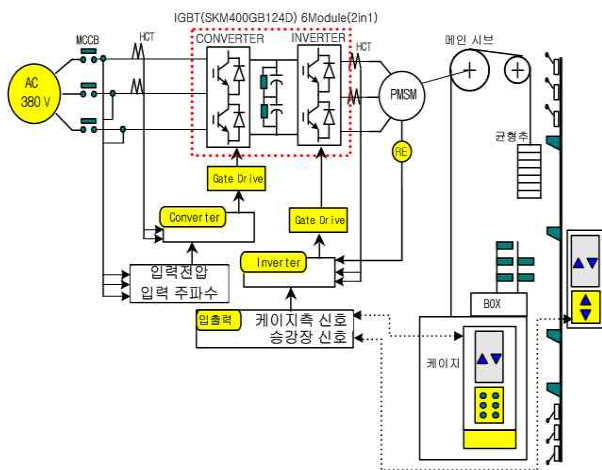 IGBT(SKM400GB124D) 6Module(2in1)
MCCB
HCT
CONVERTER
INVERTER
HCT
메인 시브
AC
380 V
PMSM
균형추
RE
Gate Drive
Gate Drive
Converter
Inverter
입력전압
입력 주파수
BOX
입출력
케이지측 신호
승강장 신호
케이지